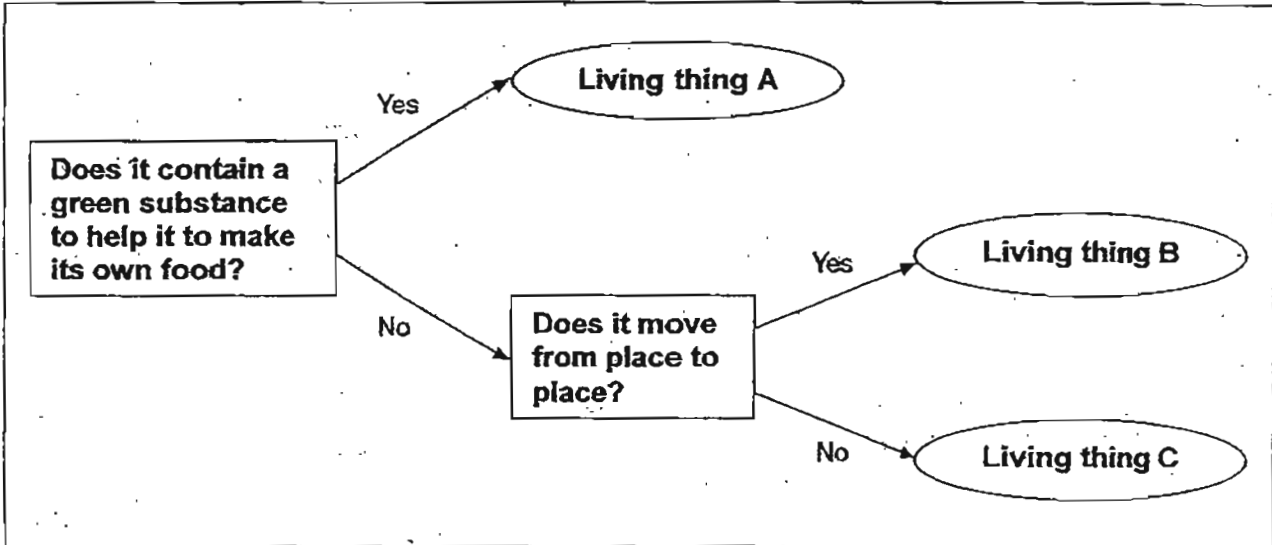 Living thing A
Yes
Does it contain a
green substance
to help it to make
its own food?
No
Does it move
from place to
place?
Yes
Living thing B
No
Living thing C